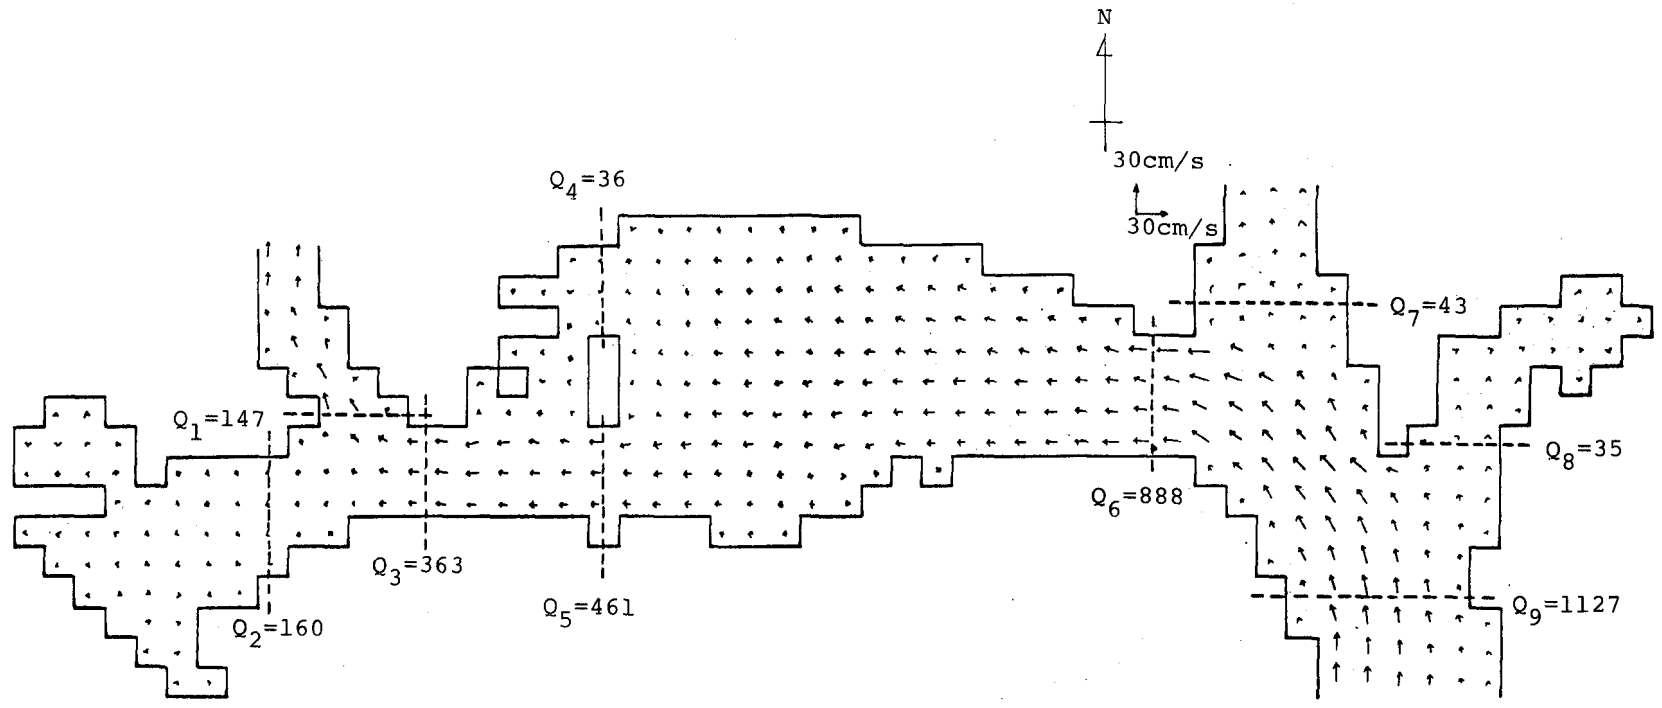 N
30cm/s
30cm/s
Q4=36
Q7=43
Q1=147
Q8=35
Q6=888
Q3=363
Q5=461
Q9=1127
Q2=160